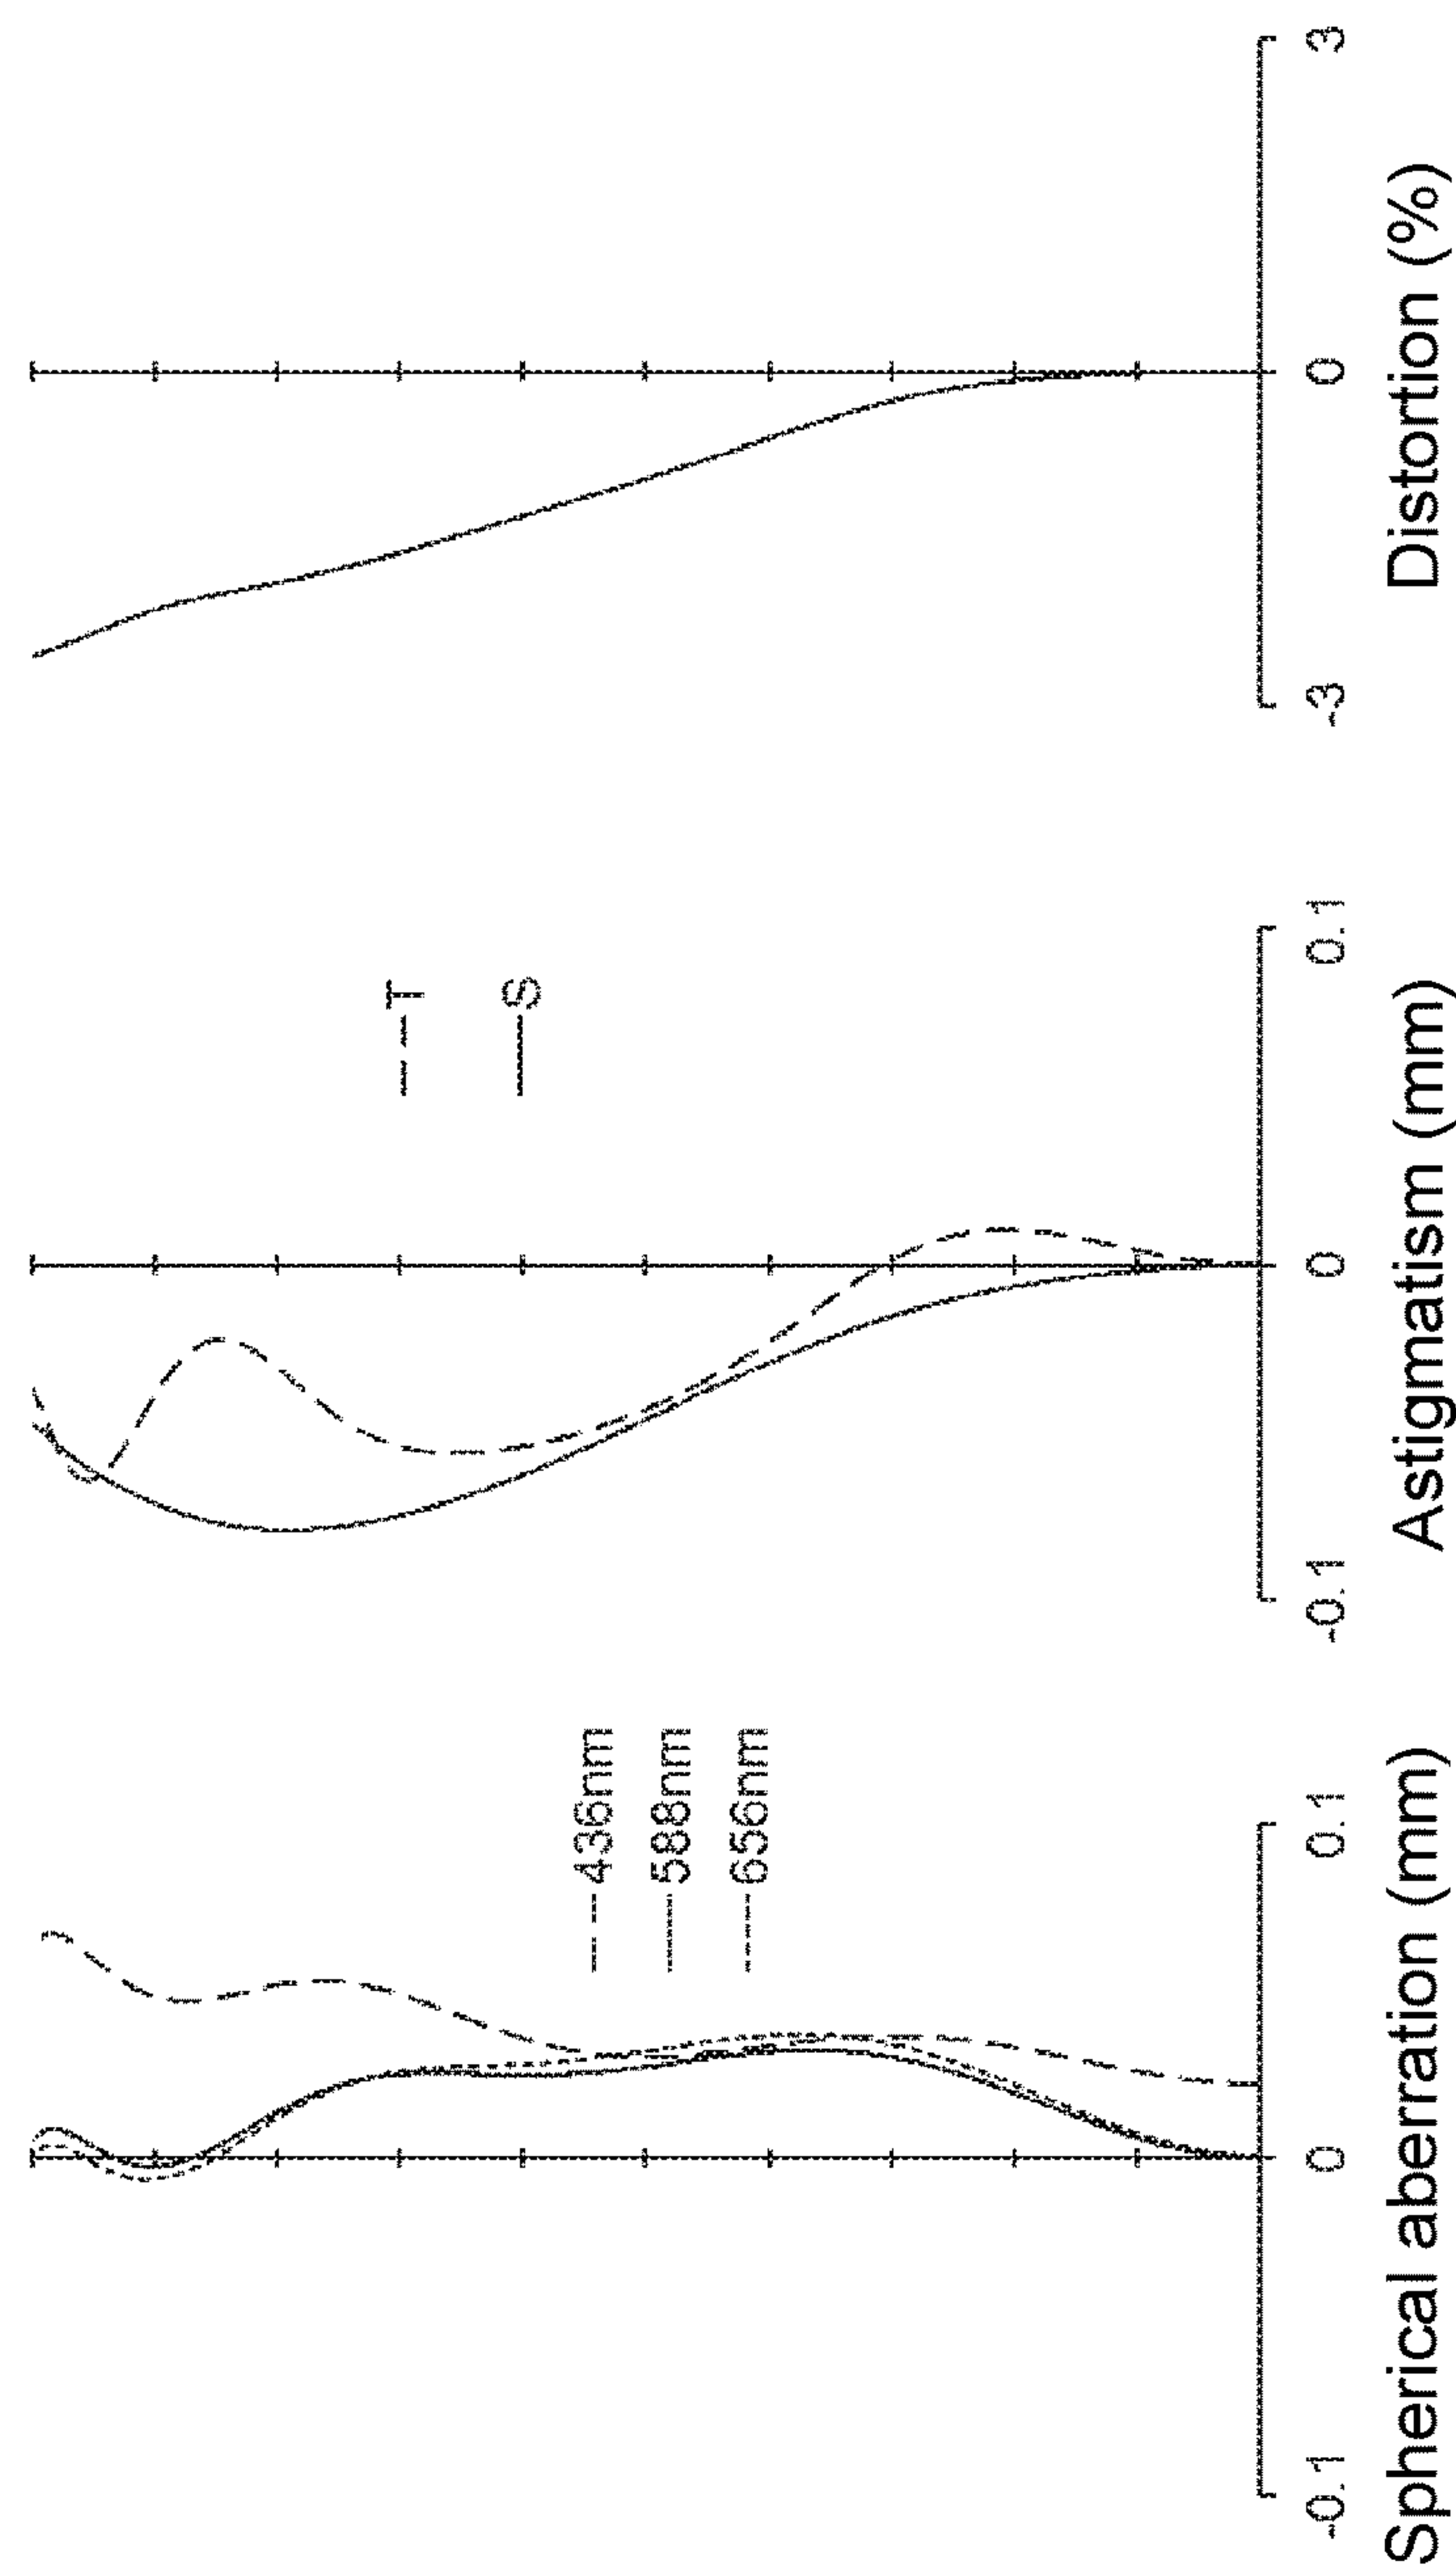 436nm
588nm
656nm
-0.1 0 0.1
Spherical aberration (mm)
T
S
-0.1 0 0.1
Astigmatism (mm)
-3 0 3
Distortion (%)